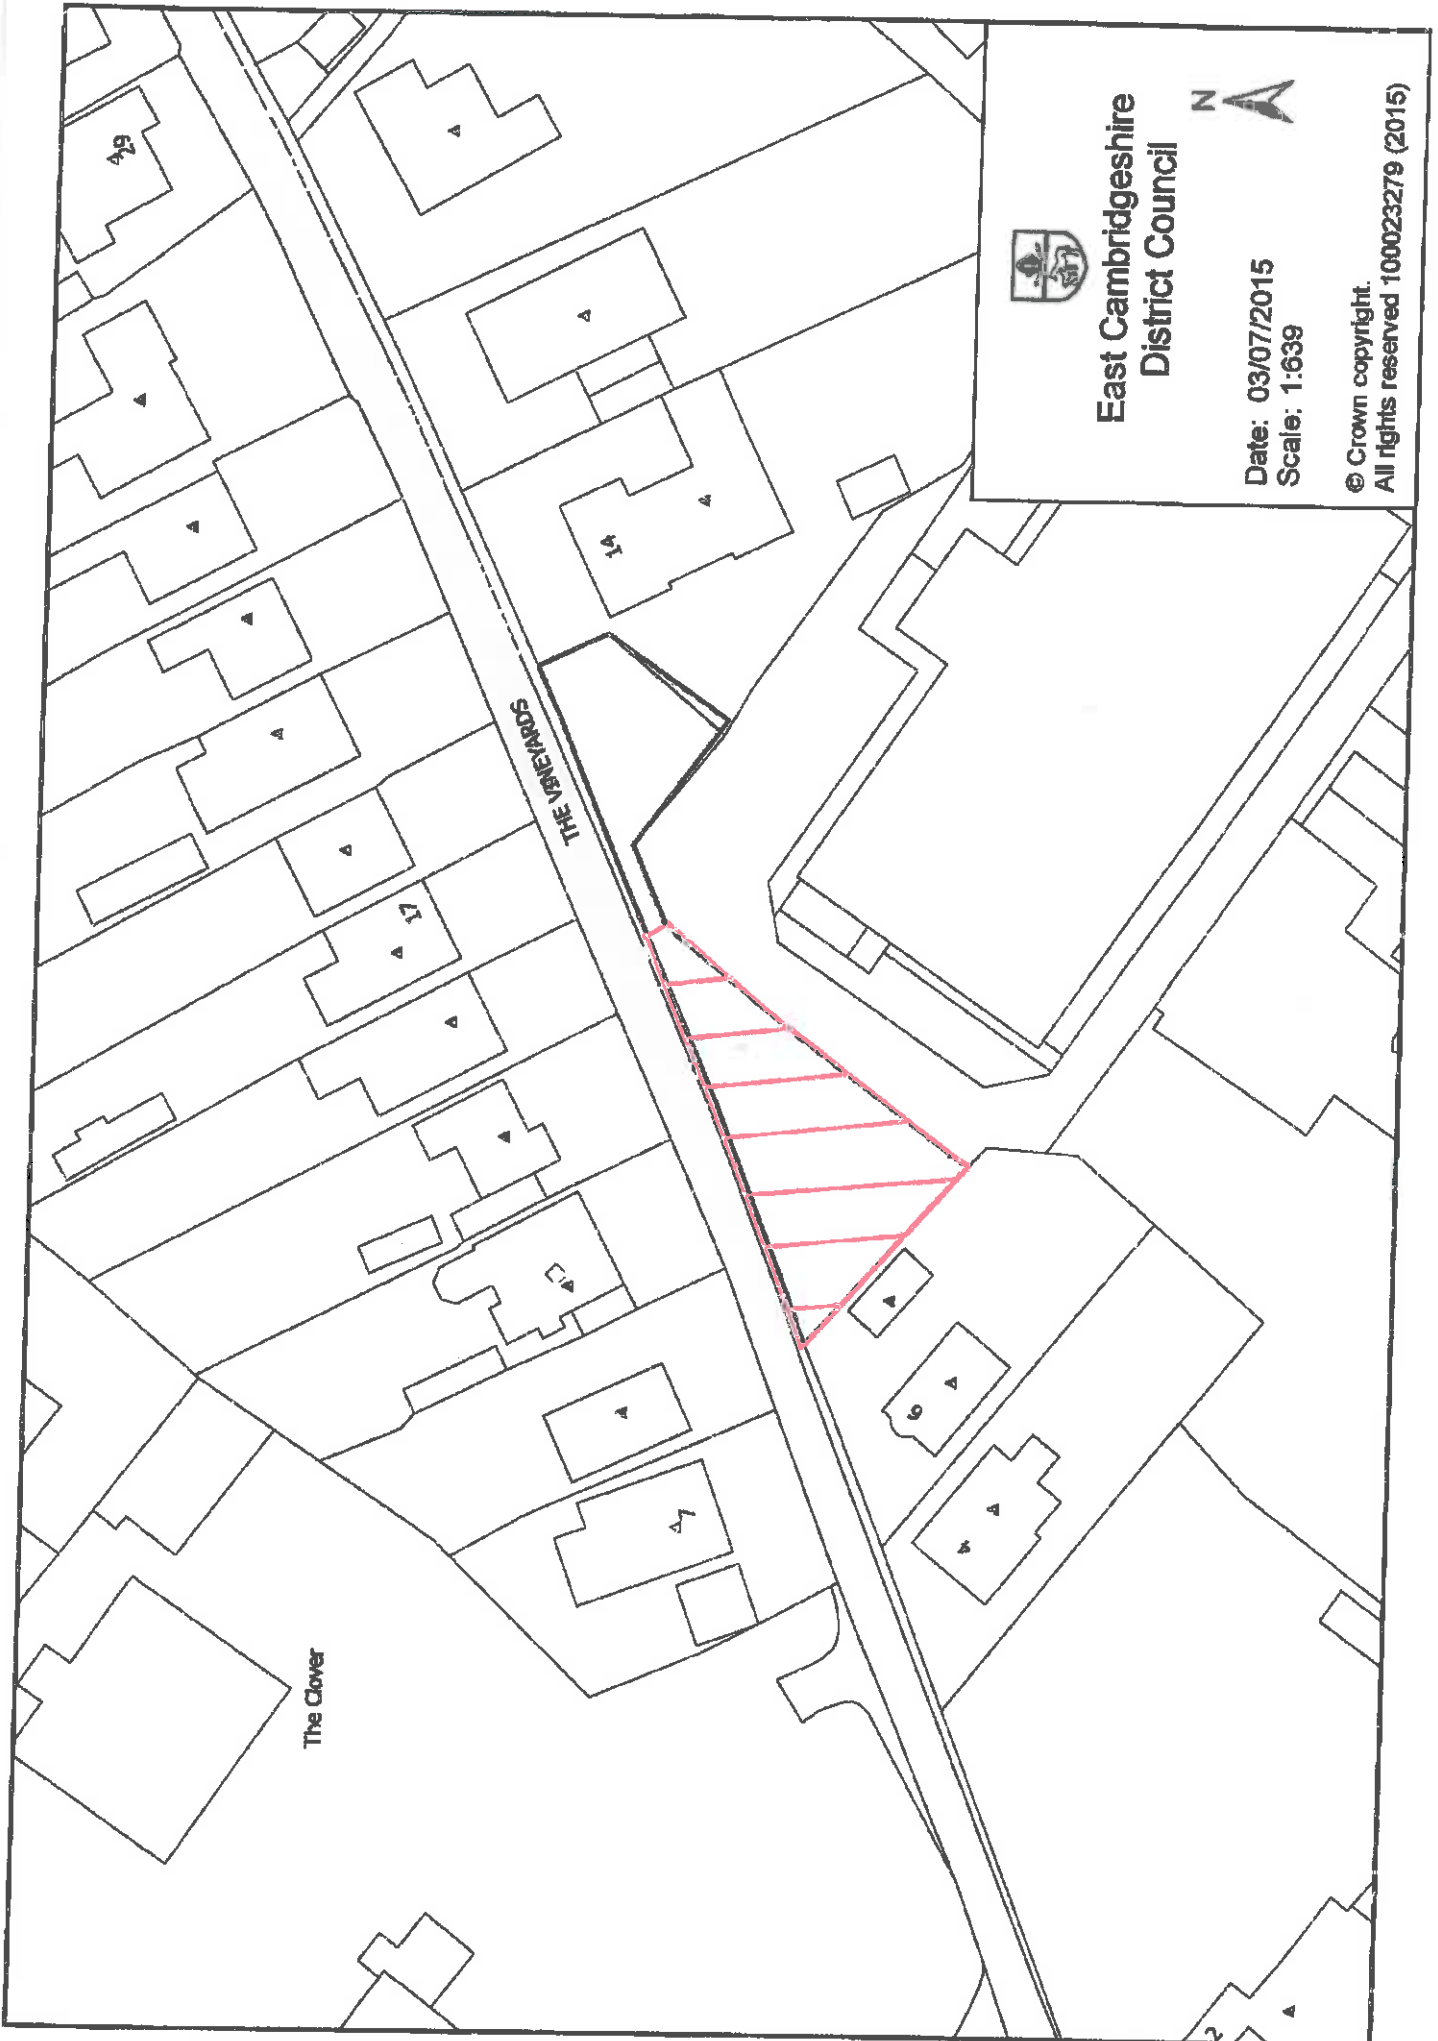 The Clover
7
17
29
THE VINEYARDS
4
6
14
2
East Cambridgeshire
District Council
N
Date: 03/07/2015
Scale: 1:639
© Crown copyright.
All rights reserved 100023279 (2015)